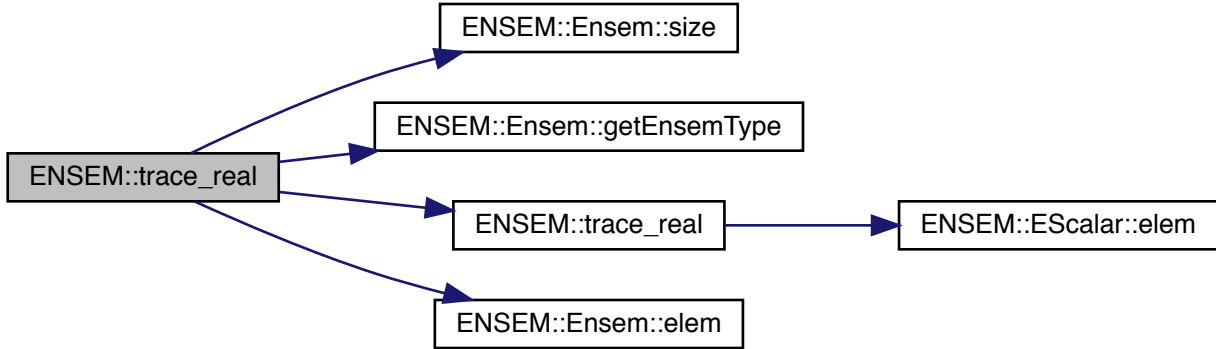 ENSEM::Ensem::size
ENSEM::Ensem::getEnsemType
ENSEM::trace_real
ENSEM::trace_real
ENSEM::EScalar::elem
ENSEM::Ensem::elem